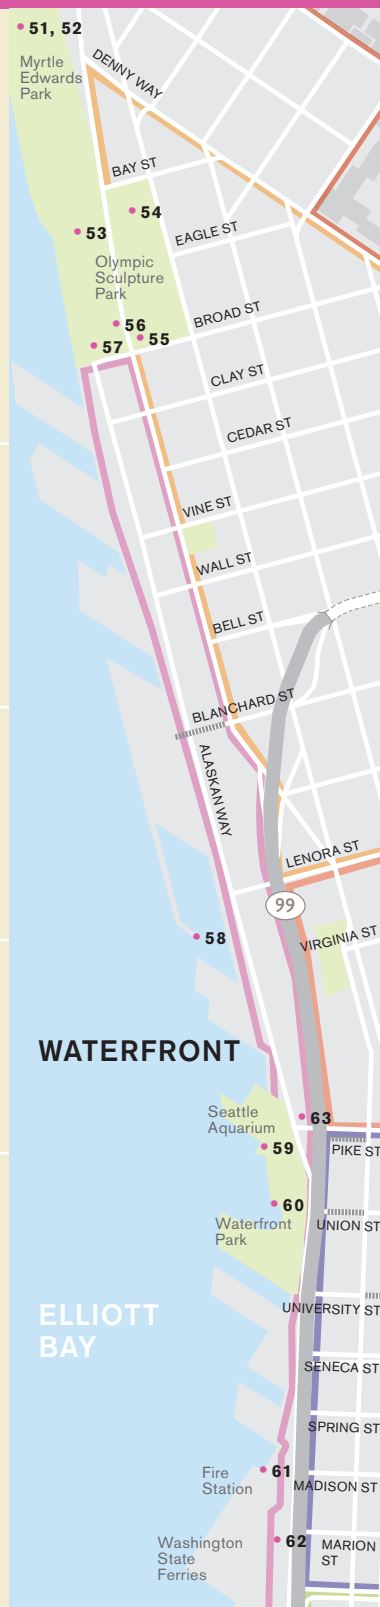 51, 52
Myrtle
Edwards
Park
DENNY WAY
BAY ST
54
53
EAGLE ST
Olympic
Sculpture
Park
BROAD ST
56
55
57
CLAY ST
CEDAR ST
VINE ST
WALL ST
BELL ST
BLANCHARD ST
ALASKAN WAY
LENORA ST
99
58
VIRGINIA ST
WATERFRONT
Seattle
Aquarium
63
59
PIKE ST
60
Waterfront
Park
UNION ST
UNIVERSITY ST
ELLIOTT
BAY
SENECA ST
SPRING ST
61
Fire
Station
MADISON ST
62
Washington
State
Ferries
MARION
ST